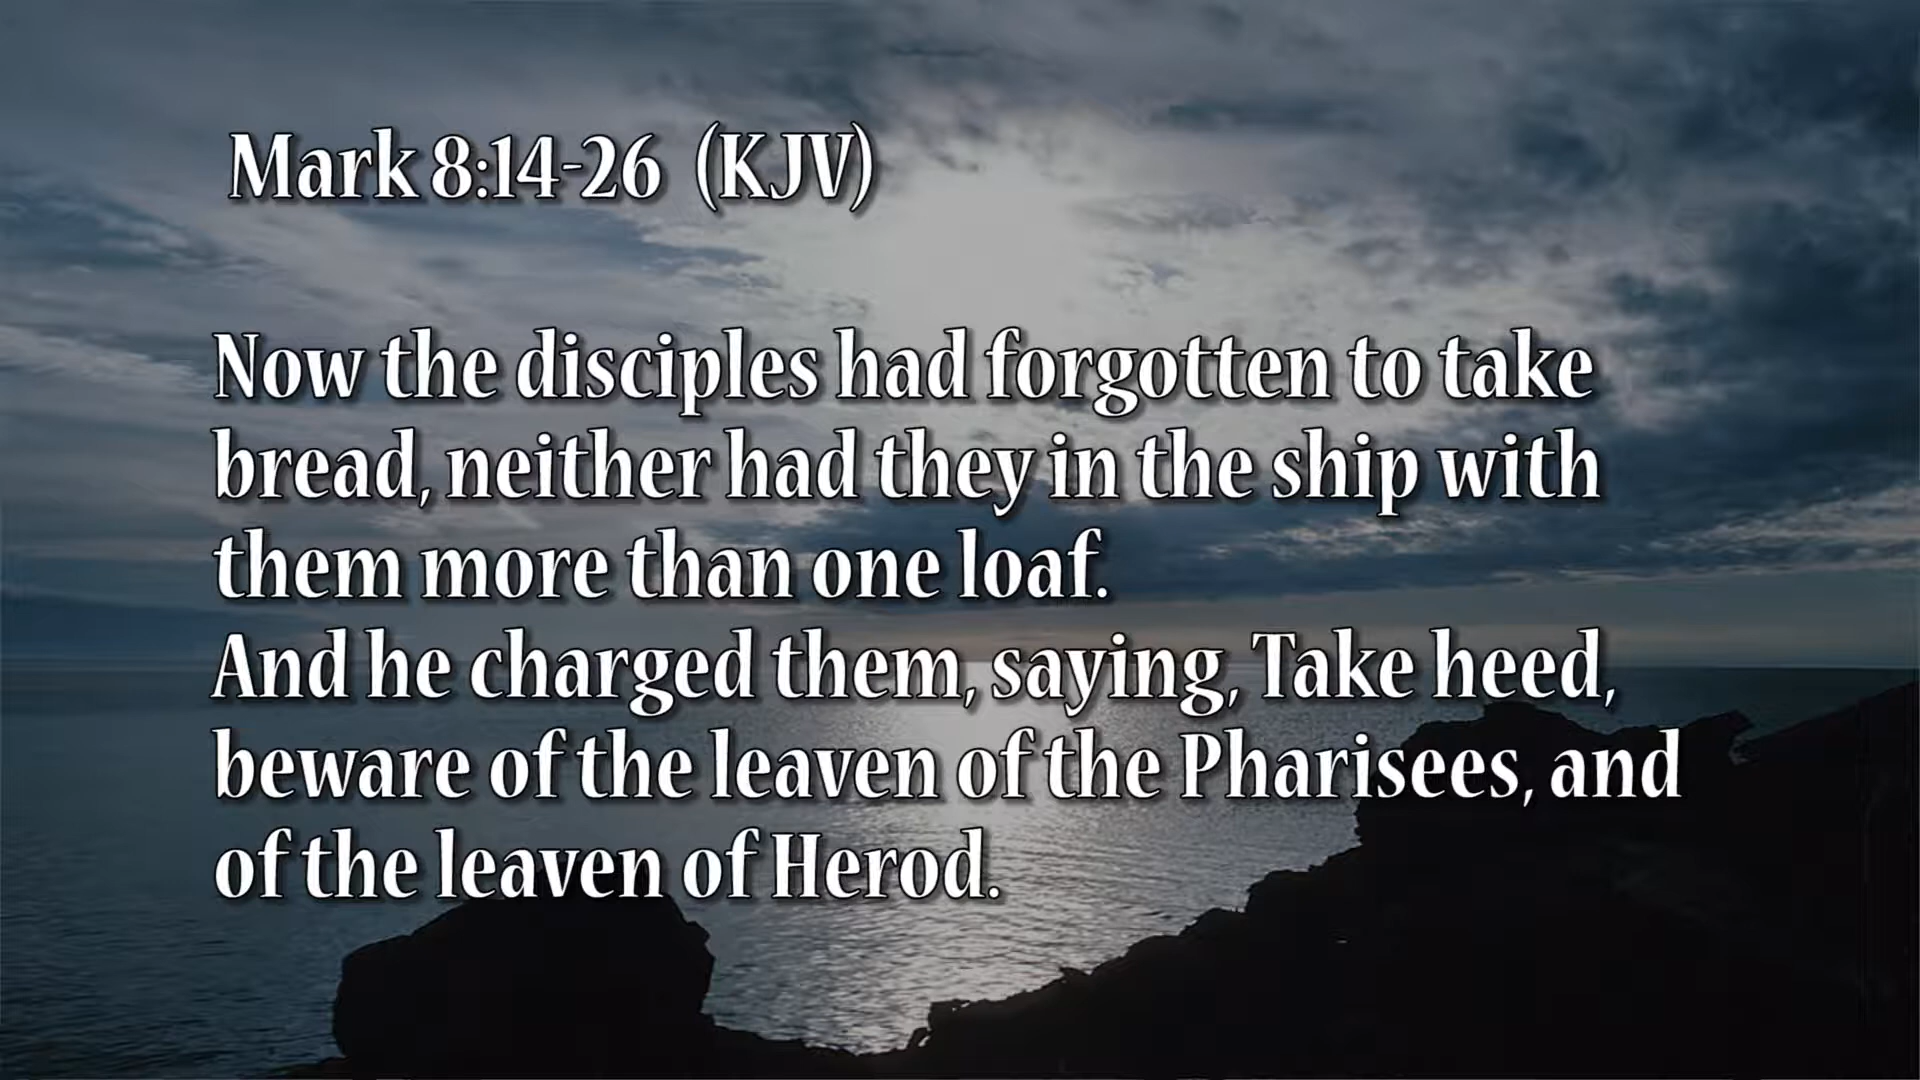 Mark 8:14-26 (KJV)
Now the disciples had forgotten to take
bread, neither had they in the ship with
them more than one loaf.
And he charged them, saying, Take heed,
beware of the leaven of the Pharisees, and
of the leaven of Herod.